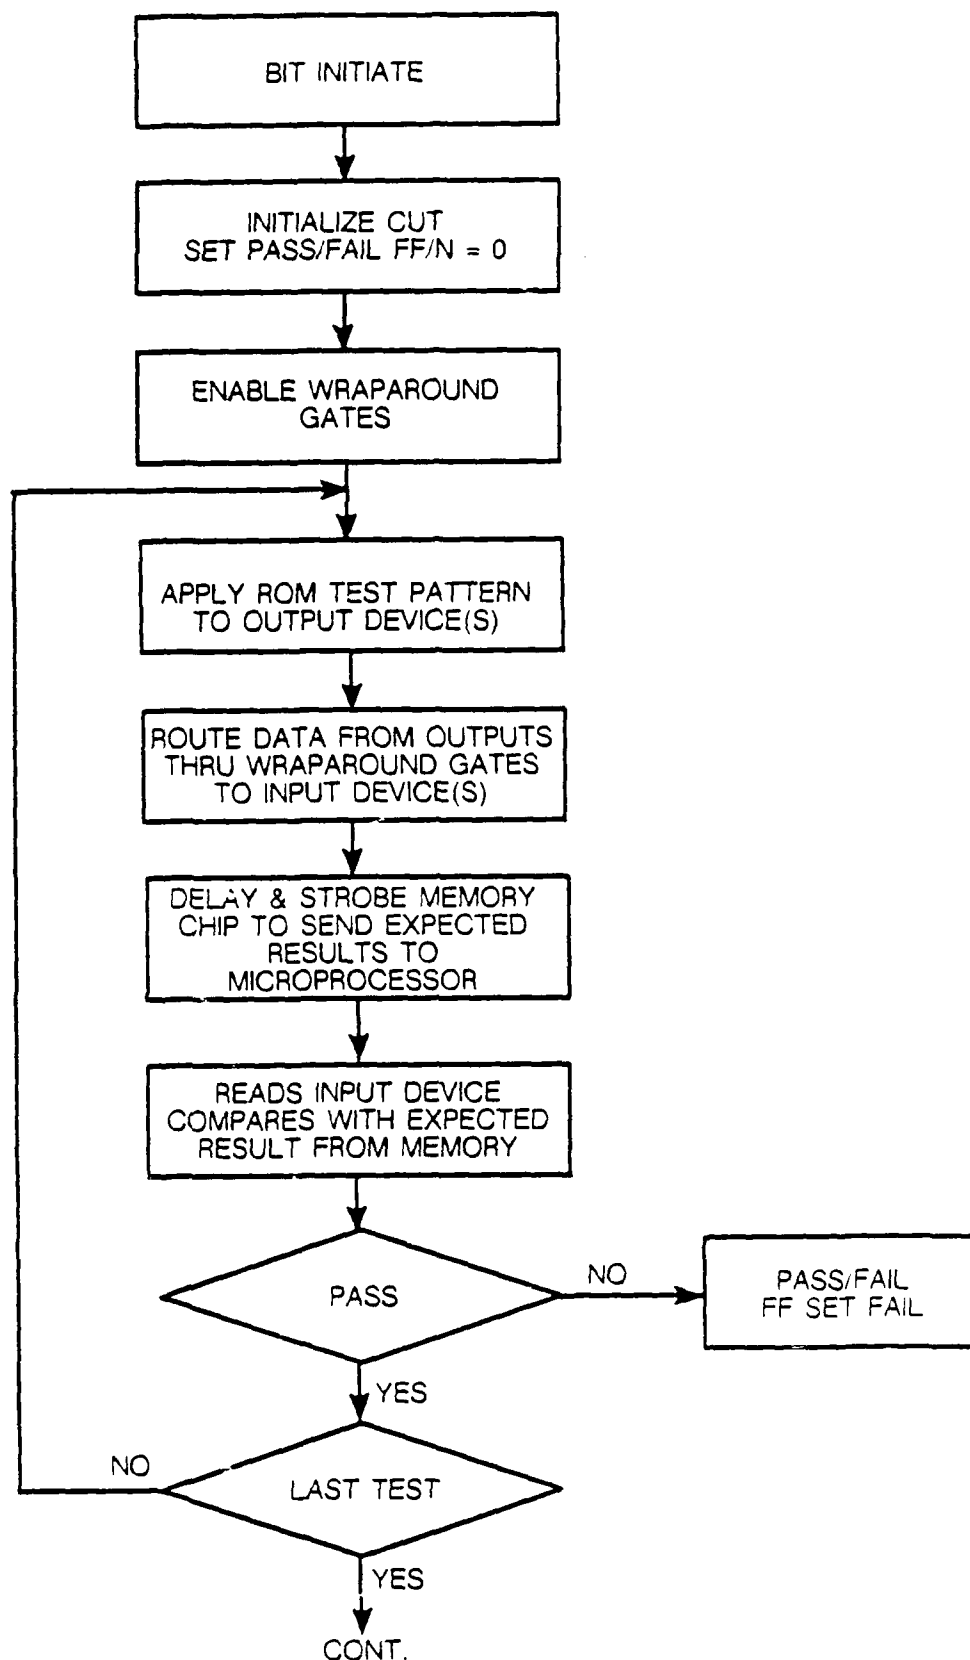 BIT INITIATE
INITIALIZE CUT
SET PASS/FAIL FF/N = 0
ENABLE WRAPAROUND
GATES
APPLY ROM TEST PATTERN
TO OUTPUT DEVICE(S)
ROUTE DATA FROM OUTPUTS
THRU WRAPAROUND GATES
TO INPUT DEVICE(S)
DELAY & STROBE MEMORY
CHIP TO SEND EXPECTED
RESULTS TO
MICROPROCESSOR
READS INPUT DEVICE
COMPARES WITH EXPECTED
RESULT FROM MEMORY
PASS
NO
PASS/FAIL
FF SET FAIL
YES
LAST TEST
NO
YES
CONT.